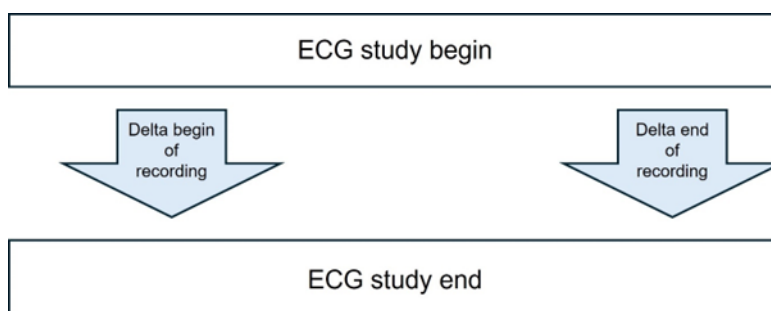 ECG study begin
Delta begin
of
recording
Delta end
of
recording
ECG study end